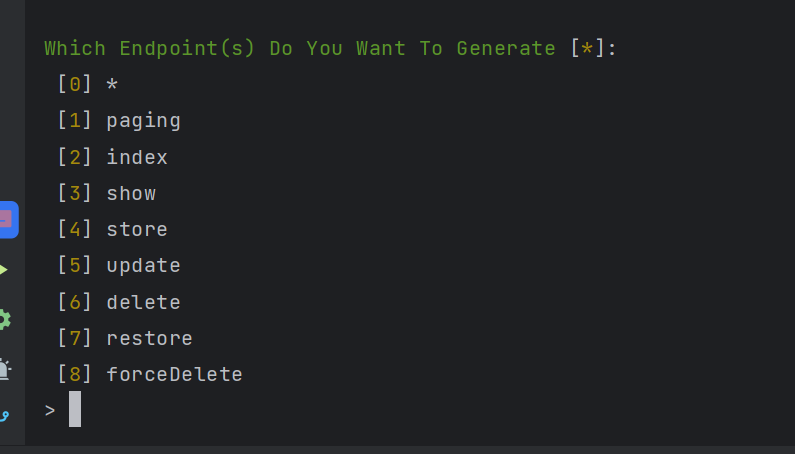 Which Endpoint(s) Do You Want To Generate [*]:
[0] *
[1] paging
[2] index
[3] show
[4] store
[5] update
[6] delete
[7] restore
[8] forceDelete
>